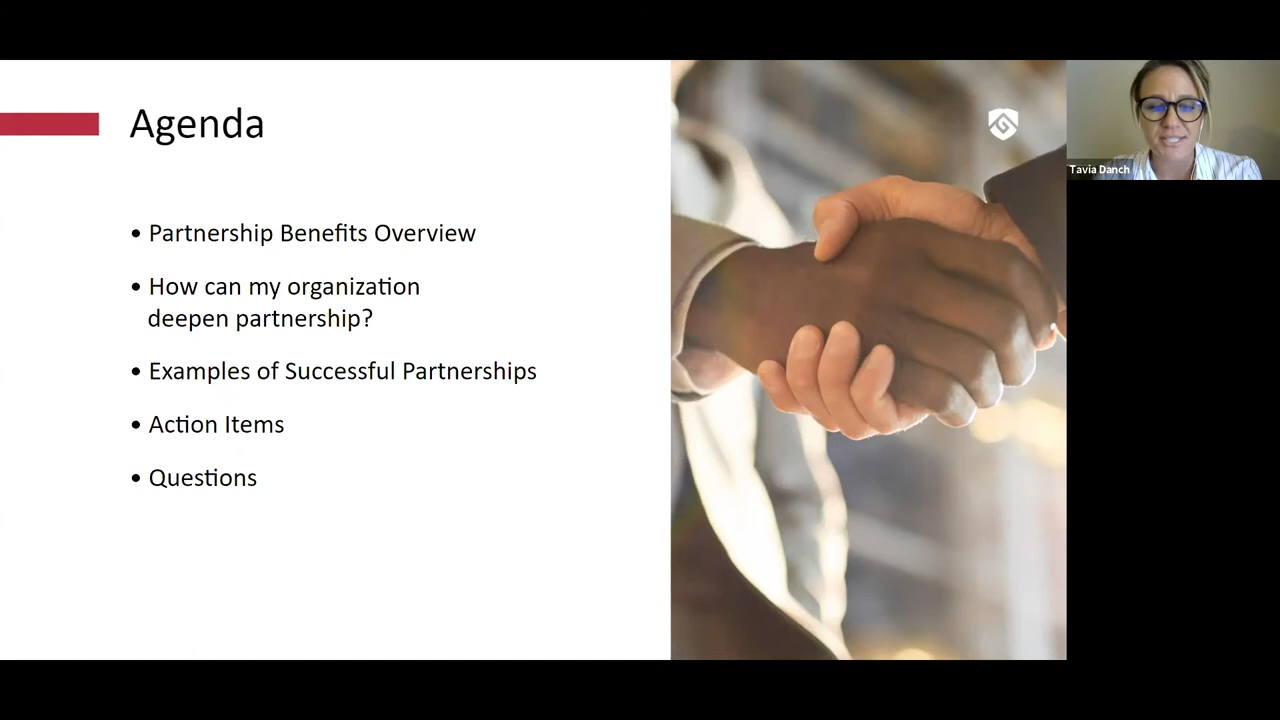 Agenda
• Partnership Benefits Overview
• How can my organization
deepen partnership?
• Examples of Successful Partnerships
• Action Items
• Questions
Tavia Danch